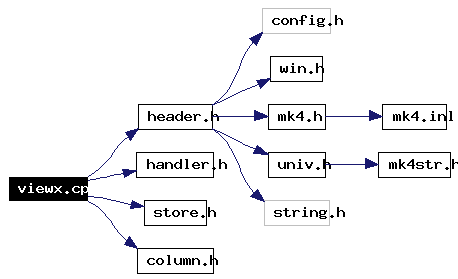 config.h
win.h
header.h
mk4.h
mk4.inl
handler.h
univ.h
mk4str.h
viewx.cp
store.h
string.h
column.h